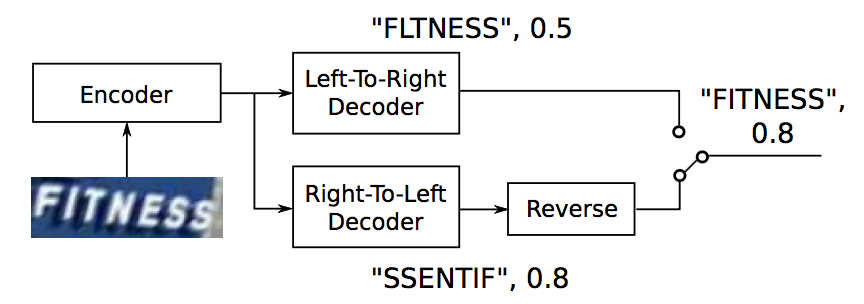 "FLTNESS", 0.5
Encoder
Left-To-Right
Decoder
"FITNESS",
0.8
FITNESS
Right-To-Left
Decoder
Reverse
"SSENTIF", 0.8